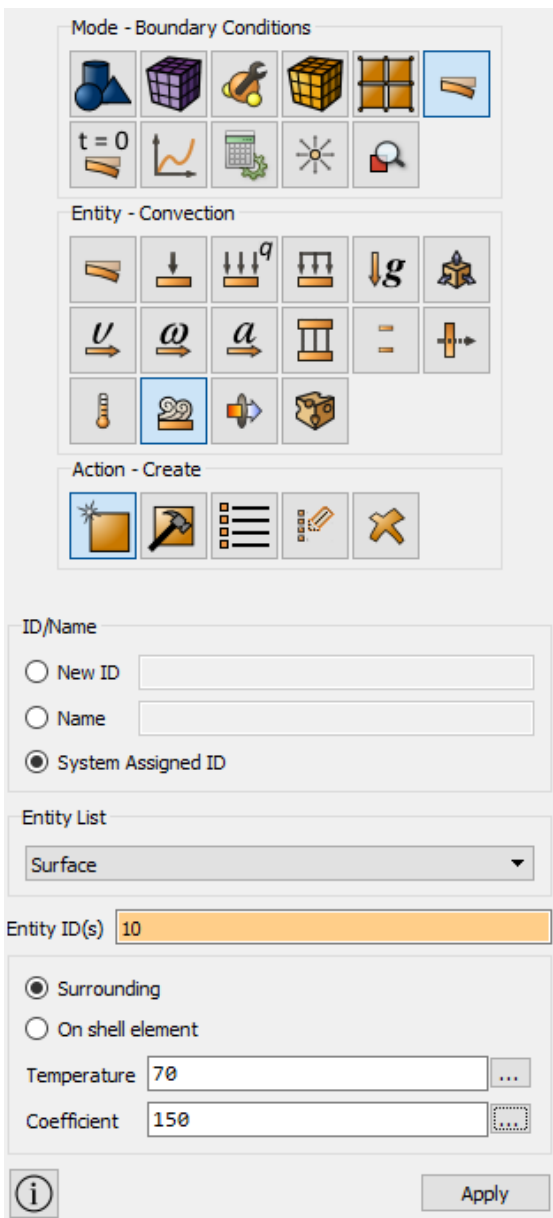 Mode - Boundary Conditions
t = 0
Entity - Convection
q
g
υ ω a
Action - Create
ID/Name
New ID
Name
System Assigned ID
Entity List
Surface
Entity ID(s) 10
Surrounding
On shell element
Temperature 70 ...
Coefficient 150 ...
i Apply